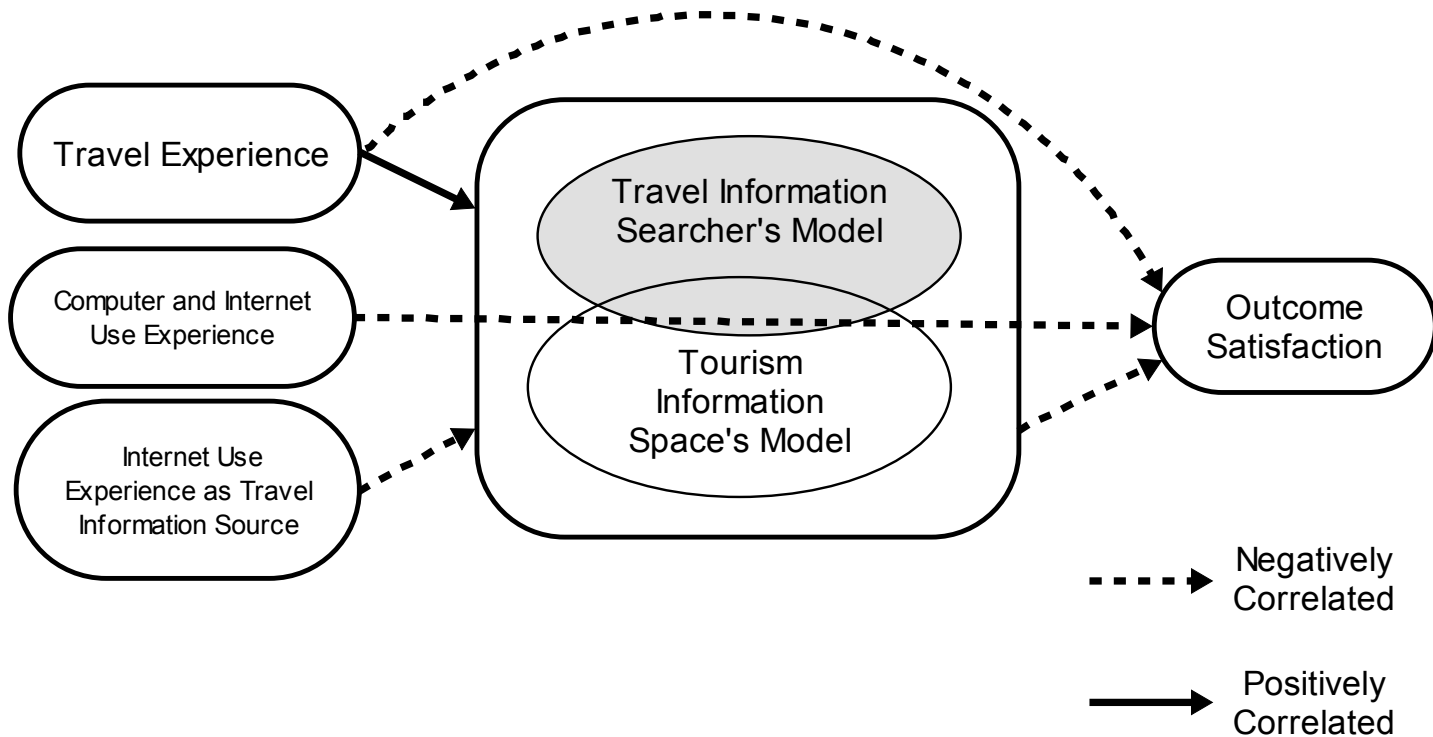 Travel Experience
Computer and Internet
Use Experience
Internet Use
Experience as Travel
Information Source
Travel Information
Searcher's Model
Tourism
Information
Space's Model
Outcome
Satisfaction
Negatively
Correlated
Positively
Correlated